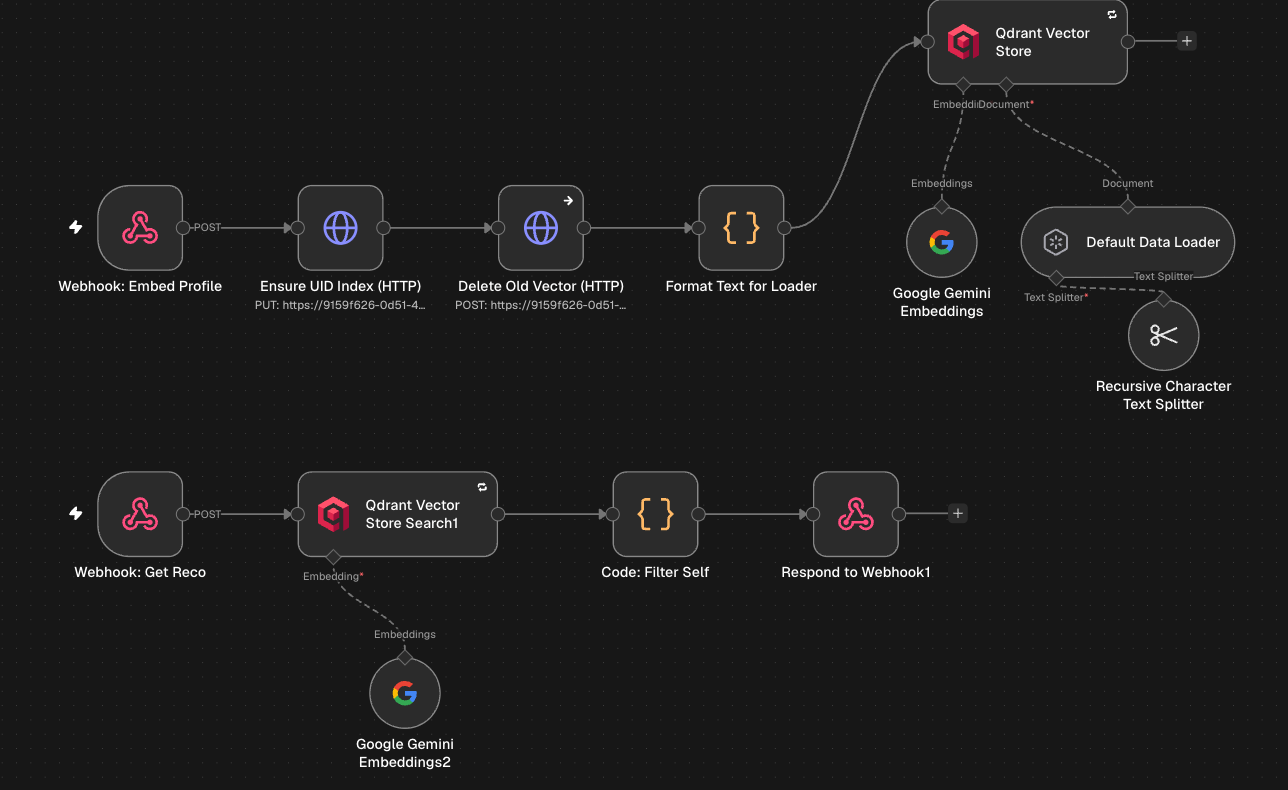 Qdrant Vector
Store
Embeddi
Document*
Embeddings
Document
POST
Default Data Loader
Webhook: Embed Profile
Ensure UID Index (HTTP)
PUT: https://9159f626-0d51-4...
Delete Old Vector (HTTP)
POST: https://9159f626-0d51-...
Format Text for Loader
Google Gemini
Embeddings
Text Splitter
Text Splitter*
Recursive Character
Text Splitter
POST
Qdrant Vector
Store Search1
Webhook: Get Reco
Embedding*
Code: Filter Self
Respond to Webhook1
Embeddings
Google Gemini
Embeddings2